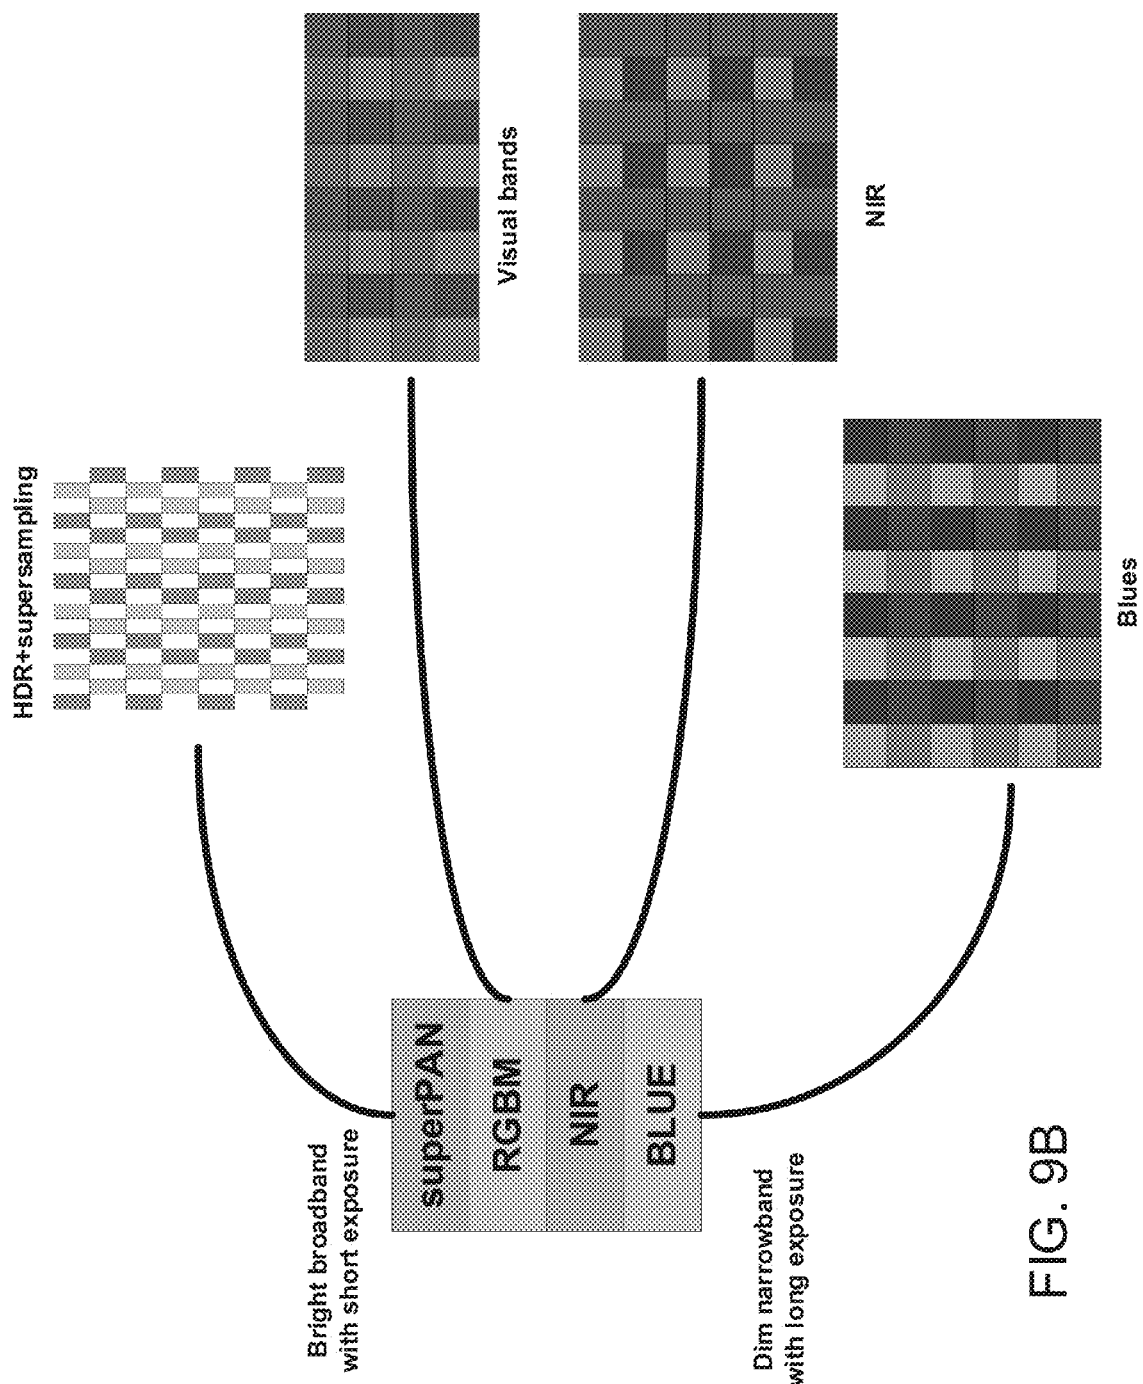 HDR+supersampling
Visual bands
NIR
Blues
Bright broadband
with short exposure
superPAN
RGBM
NIR
BLUE
Dim narrowband
with long exposure
FIG. 9B